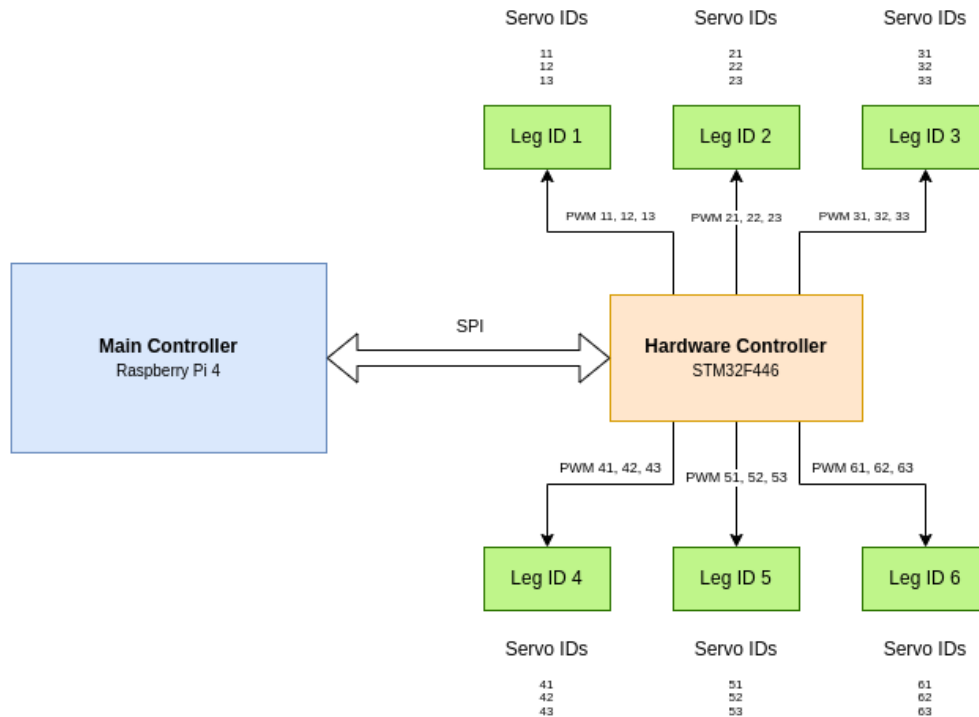 Servo IDs
11
12
13
Servo IDs
21
22
23
Servo IDs
31
32
33
Leg ID 1
Leg ID 2
Leg ID 3
PWM 11, 12, 13
PWM 21, 22, 23
PWM 31, 32, 33
Main Controller
Raspberry Pi 4
SPI
Hardware Controller
STM32F446
PWM 41, 42, 43
PWM 51, 52, 53
PWM 61, 62, 63
Leg ID 4
Leg ID 5
Leg ID 6
Servo IDs
41
42
43
Servo IDs
51
52
53
Servo IDs
61
62
63